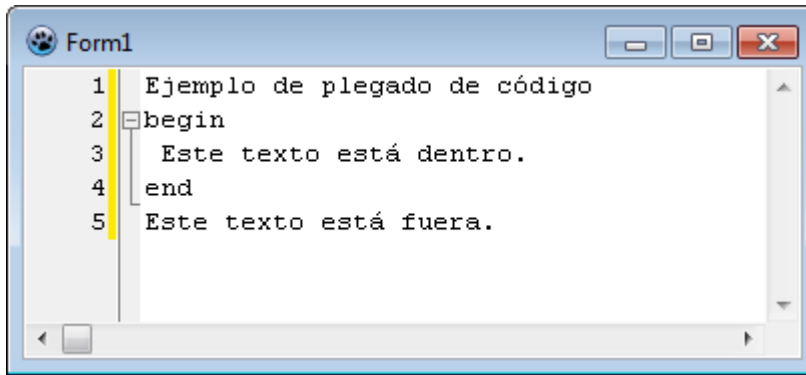 Form1
1 Ejemplo de plegado de código
2 begin
3 Este texto está dentro.
4 end
5 Este texto está fuera.